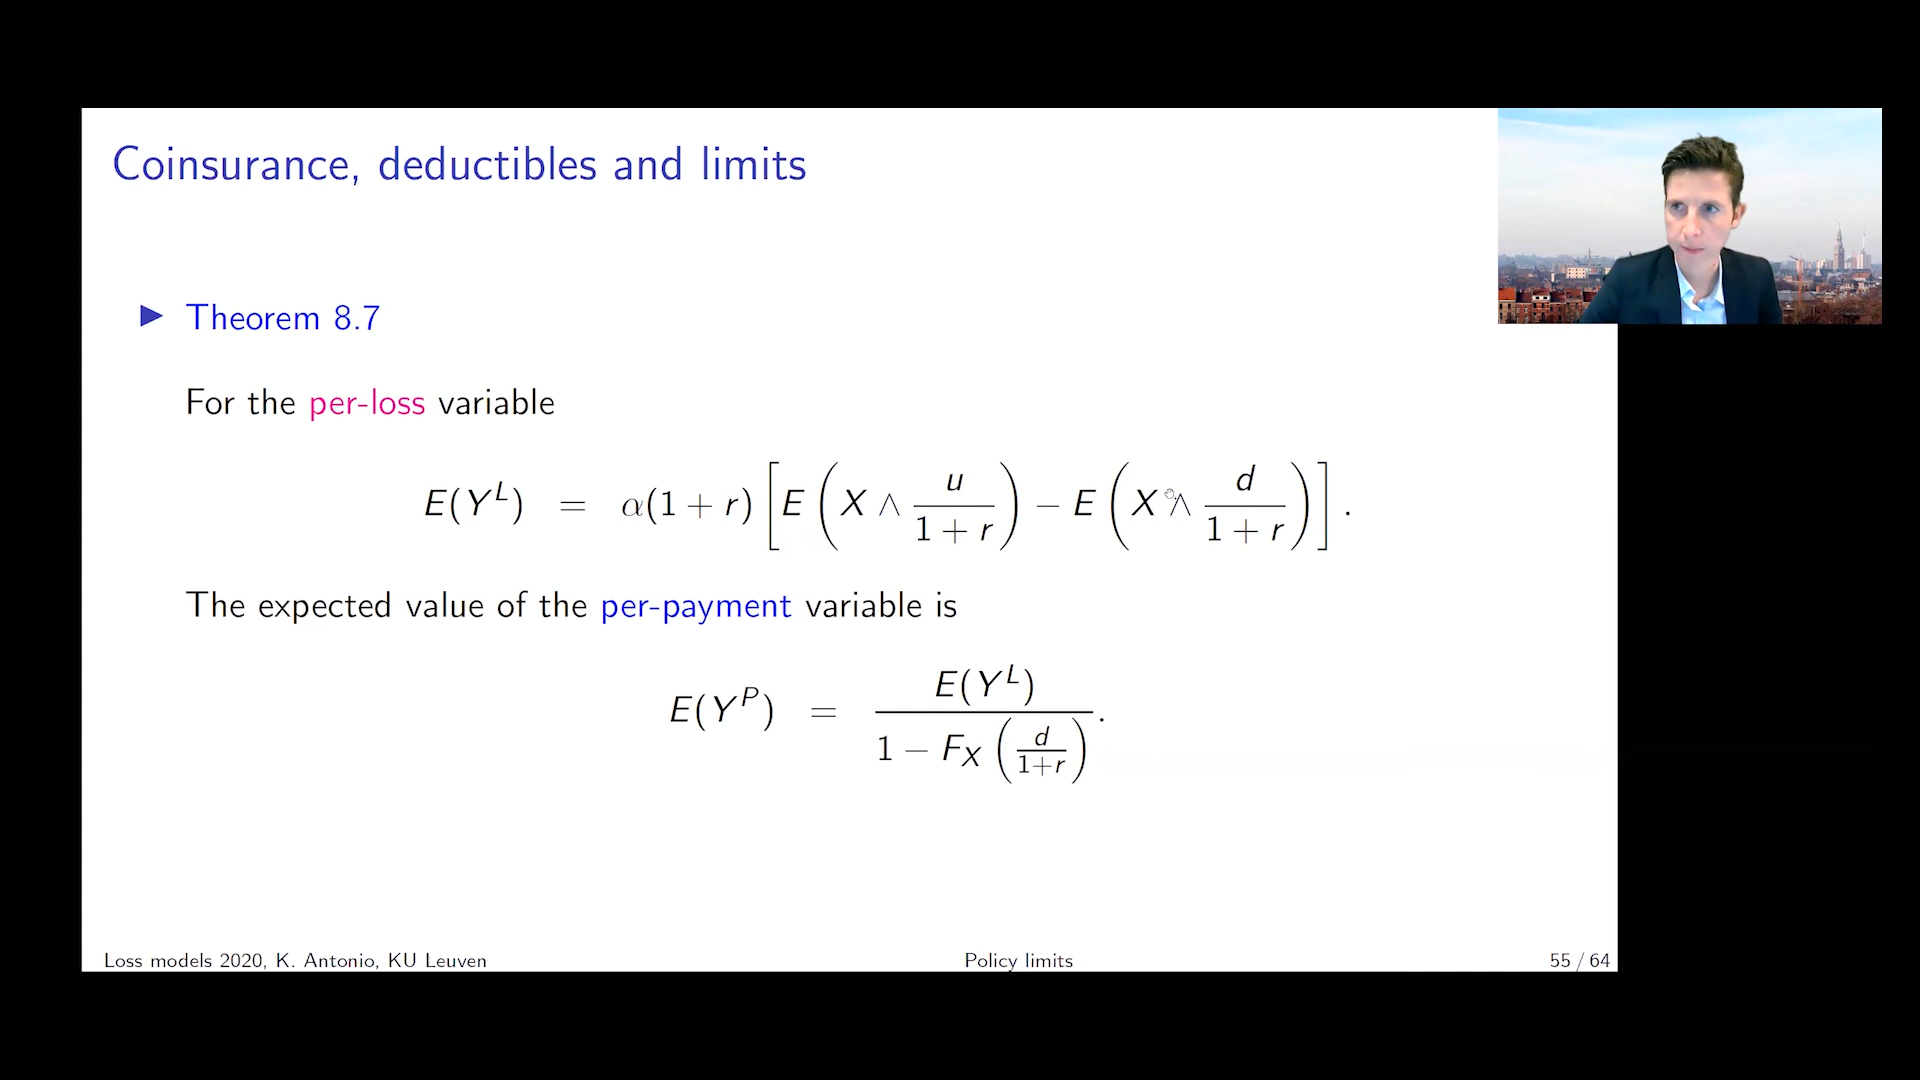 Coinsurance, deductibles and limits
▶ Theorem 8.7
For the per-loss variable
E(Y^L) = α(1 + r) [E (X ∧ u/(1 + r)) − E (X ∧ d/(1 + r))].
The expected value of the per-payment variable is
E(Y^P) = E(Y^L) / (1 − F_X (d/(1+r))).
Loss models 2020, K. Antonio, KU Leuven Policy limits 55 / 64